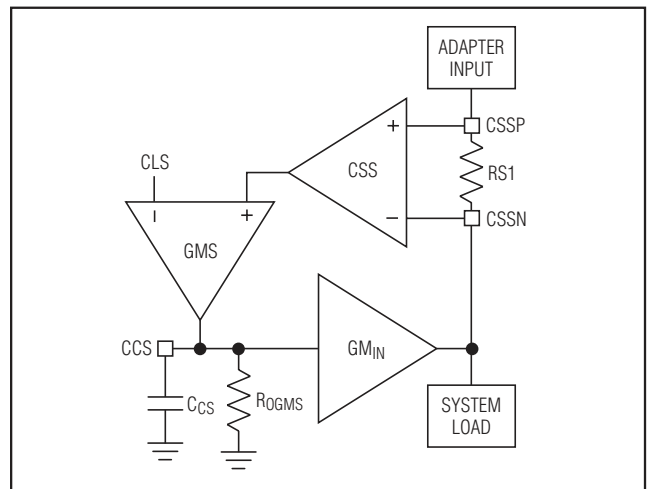 ADAPTER
INPUT
+
CSSP
CSS
RS1
CLS
−
CSSN
−
+
GMS
CCS
GMIN
CCS
ROGMS
SYSTEM
LOAD